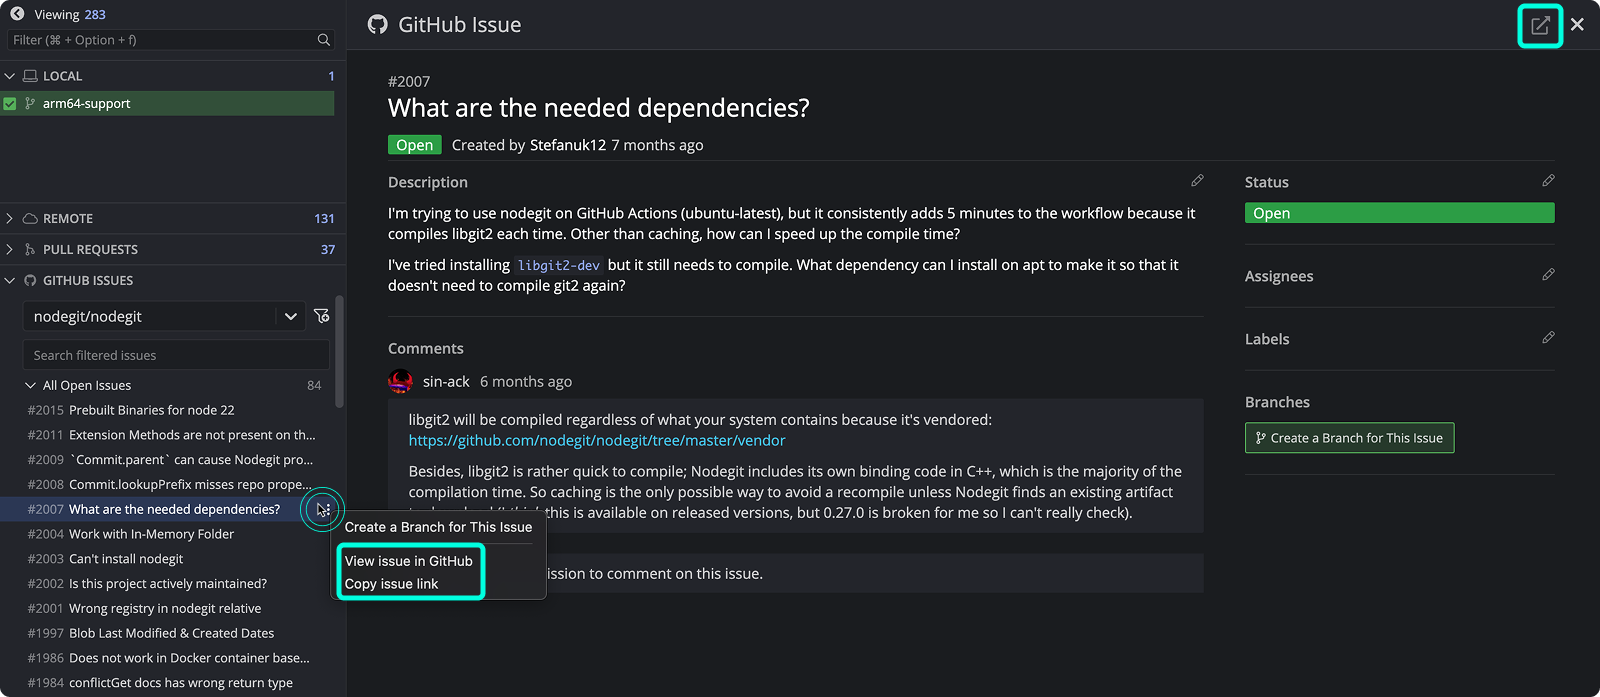 Viewing 283
Filter (⌘ + Option + f)
LOCAL 1
arm64-support
REMOTE 131
PULL REQUESTS 37
GITHUB ISSUES
nodegit/nodegit
Search filtered issues
All Open Issues 84
#2015 Prebuilt Binaries for node 22
#2011 Extension Methods are not present on th...
#2009 `Commit.parent` can cause Nodegit pro...
#2008 Commit.lookupPrefix misses repo prope...
#2007 What are the needed dependencies?
#2004 Work with In-Memory Folder
#2003 Can't install nodegit
#2002 Is this project actively maintained?
#2001 Wrong registry in nodegit relative
#1997 Blob Last Modified & Created Dates
#1986 Does not work in Docker container base...
#1984 conflictGet docs has wrong return type
Create a Branch for This Issue
View issue in GitHub
Copy issue link
GitHub Issue
#2007
What are the needed dependencies?
Open Created by Stefanuk12 7 months ago
Description
I'm trying to use nodegit on GitHub Actions (ubuntu-latest), but it consistently adds 5 minutes to the workflow because it
compiles libgit2 each time. Other than caching, how can I speed up the compile time?
I've tried installing libgit2-dev but it still needs to compile. What dependency can I install on apt to make it so that it
doesn't need to compile git2 again?
Comments
sin-ack 6 months ago
libgit2 will be compiled regardless of what your system contains because it's vendored:
https://github.com/nodegit/nodegit/tree/master/vendor
Besides, libgit2 is rather quick to compile; Nodegit includes its own binding code in C++, which is the majority of the
compilation time. So caching is the only possible way to avoid a recompile unless Nodegit finds an existing artifact
this is available on released versions, but 0.27.0 is broken for me so I can't really check).
ission to comment on this issue.
Status
Open
Assignees
Labels
Branches
Create a Branch for This Issue